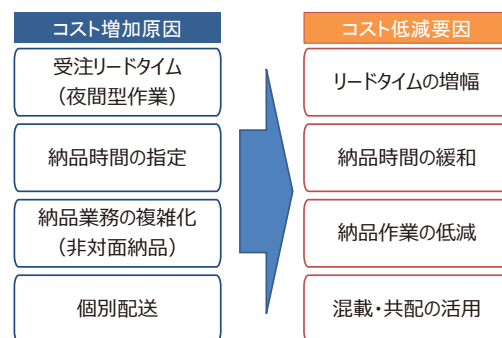 コスト増加原因
受注リードタイム
（夜間型作業）
納品時間の指定
納品業務の複雑化
（非対面納品）
個別配送
コスト低減要因
リードタイムの増幅
納品時間の緩和
納品作業の低減
混載・共配の活用